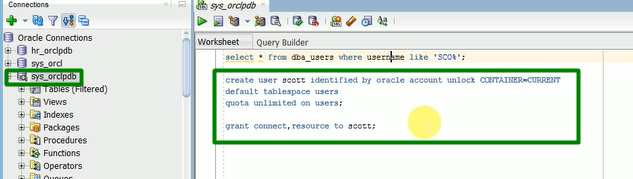 Connections
sys_orclpdb
Oracle Connections
hr_orclpdb
sys_orcl
sys_orclpdb
Tables (Filtered)
Views
Indexes
Packages
Procedures
Functions
Operators
Queues
Worksheet Query Builder
select * from dba_users where username like 'SCO%';
create user scott identified by oracle account unlock CONTAINER=CURRENT
default tablespace users
quota unlimited on users;
grant connect,resource to scott;